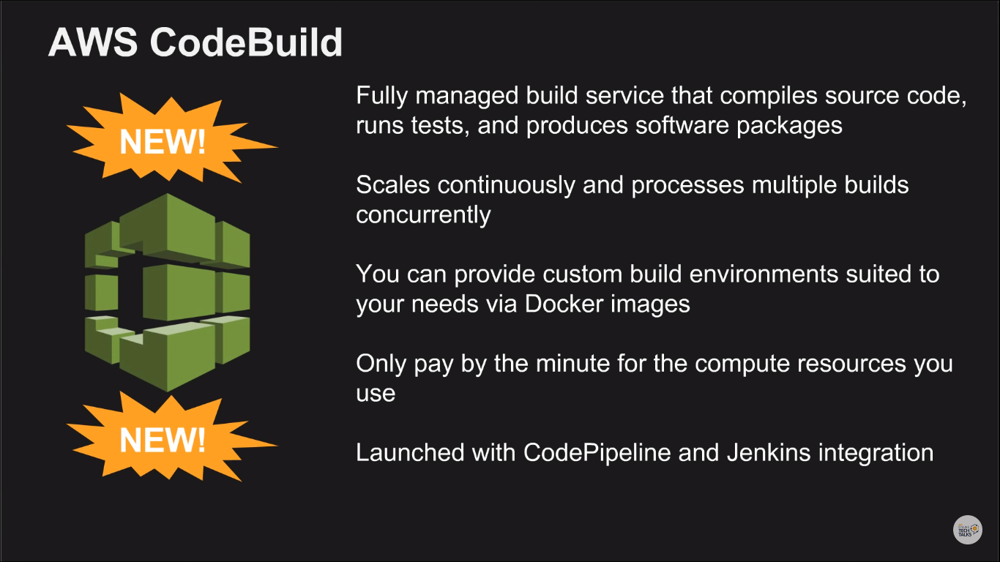 AWS CodeBuild
NEW!
Fully managed build service that compiles source code,
runs tests, and produces software packages
Scales continuously and processes multiple builds
concurrently
You can provide custom build environments suited to
your needs via Docker images
Only pay by the minute for the compute resources you
use
NEW!
Launched with CodePipeline and Jenkins integration
TECH
TALKS